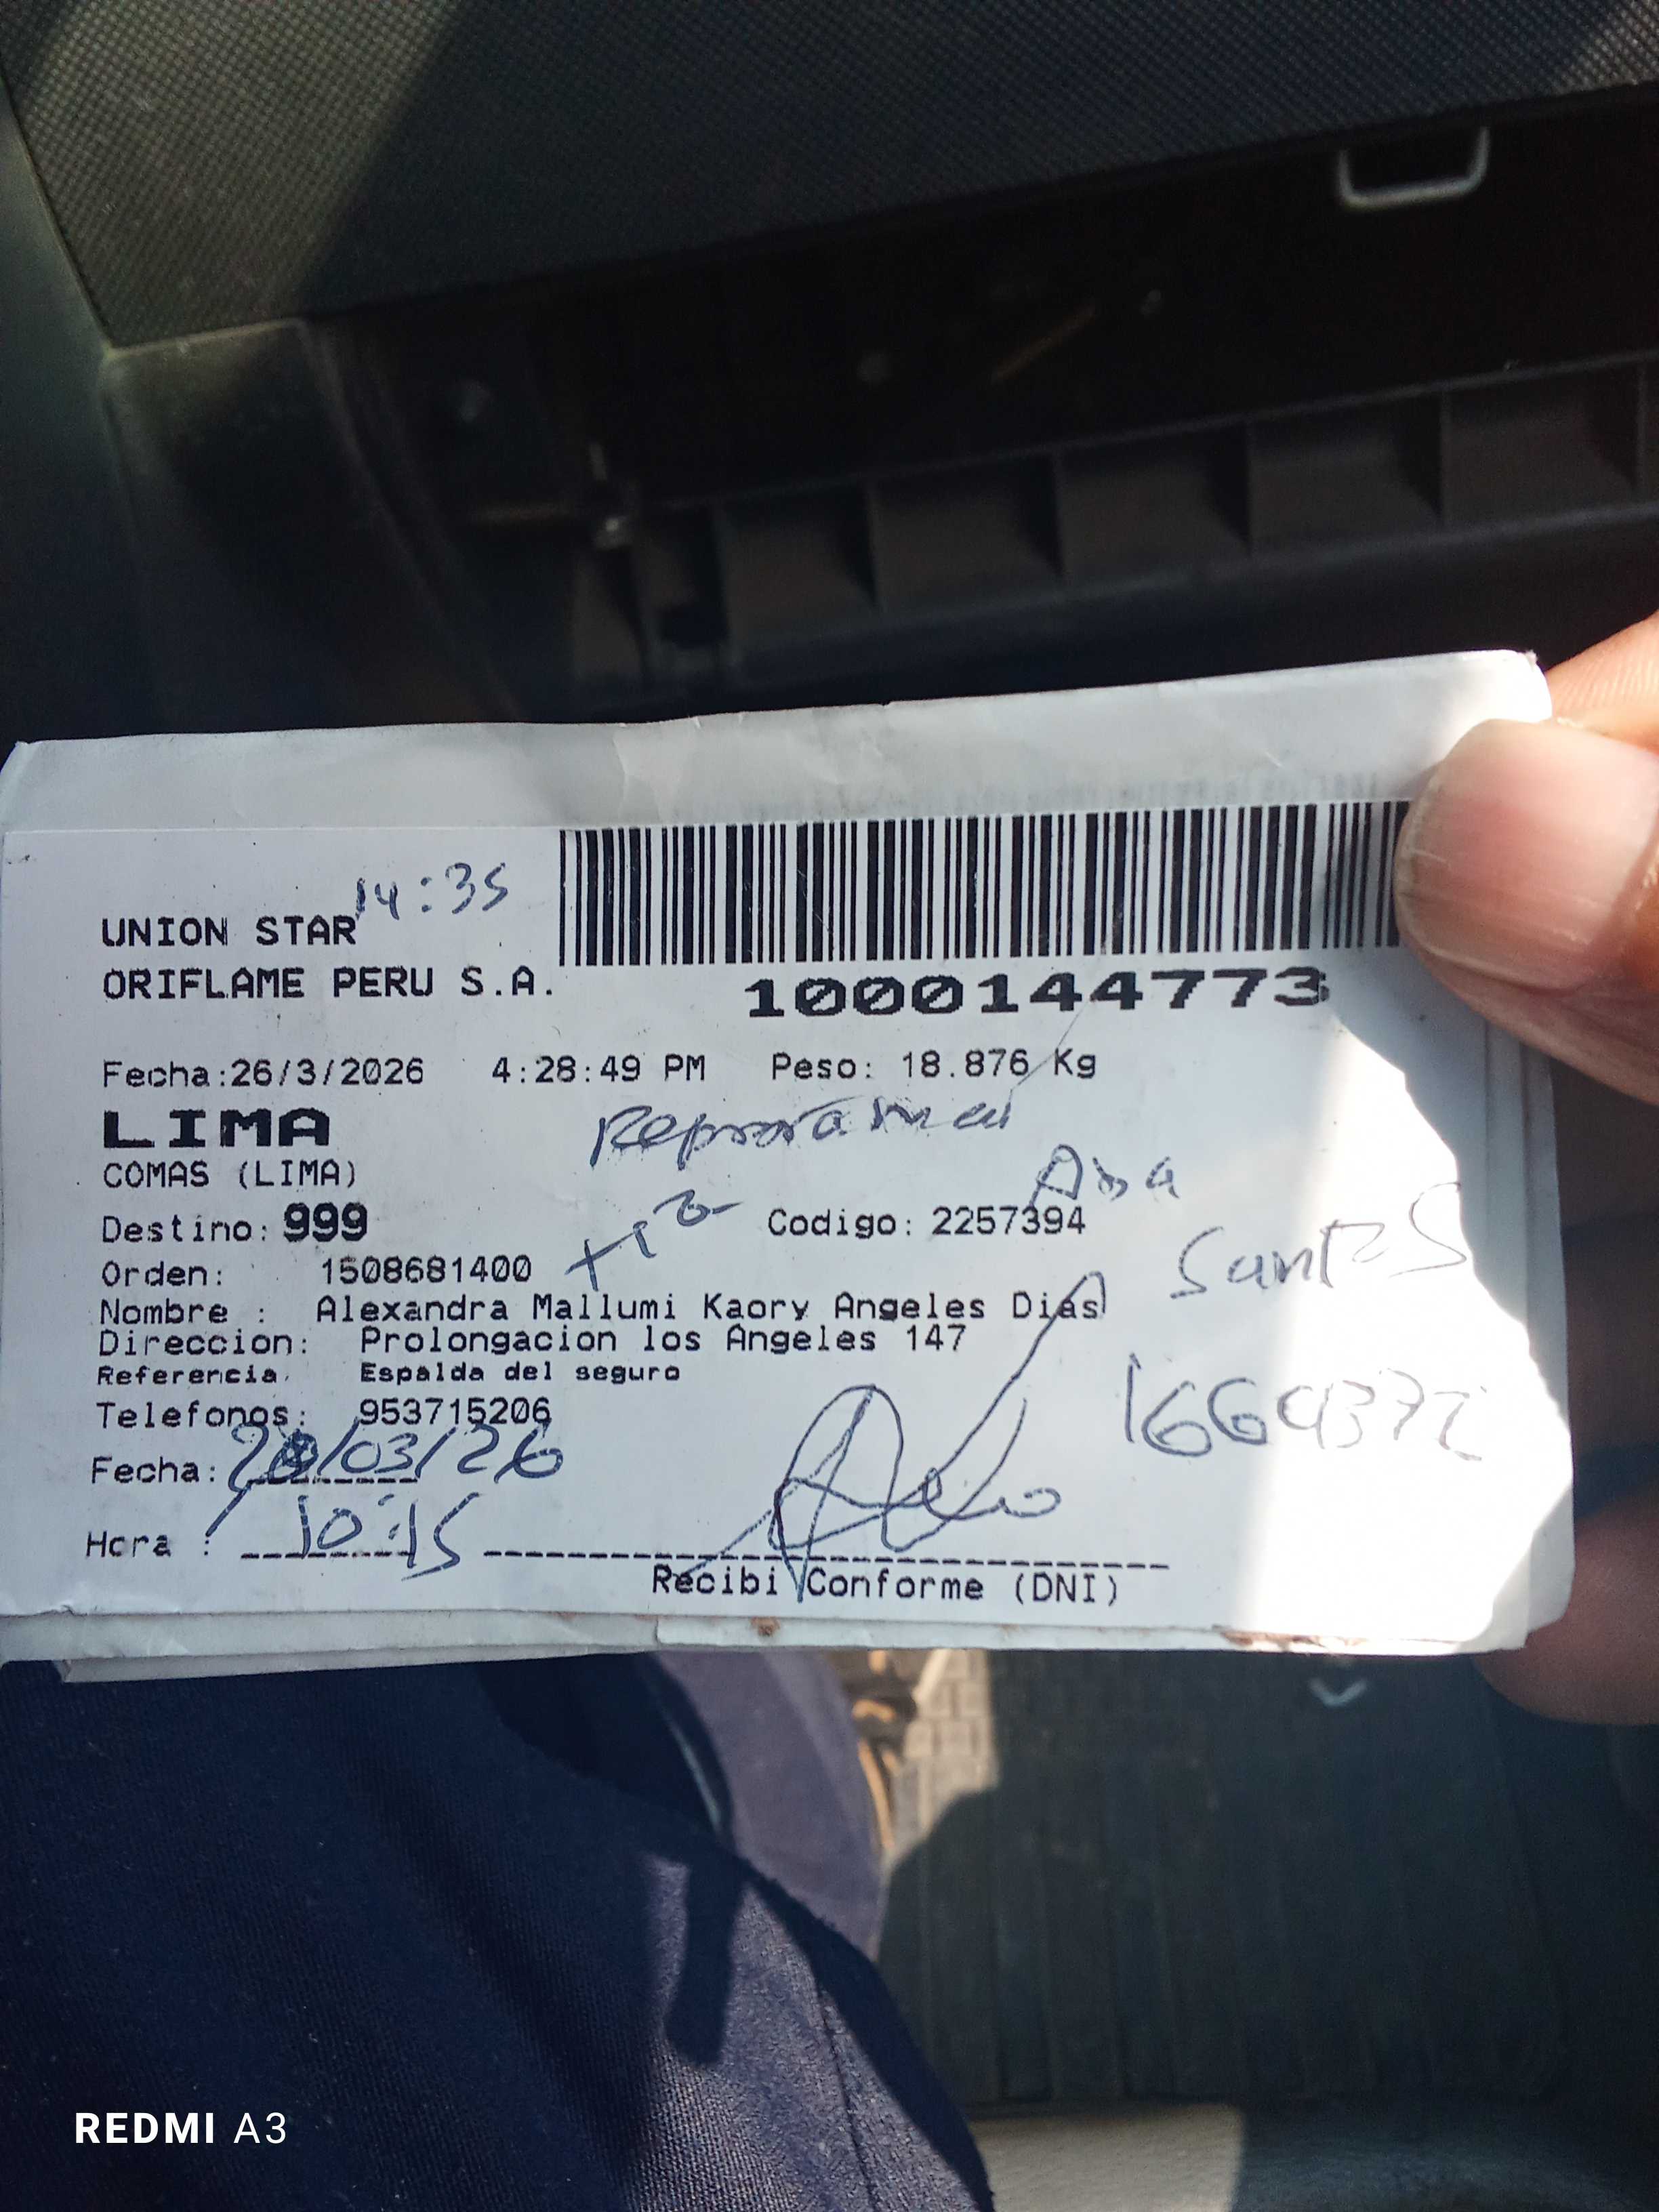 14:35
UNION STAR
ORIFLAME PERU S.A.
1000144773
Fecha:26/3/2026 4:28:49 PM Peso: 18.876 Kg
LIMA
COMAS (LIMA)
Destino: 999 Codigo: 2257394
Orden: 1508681400
Santos
Nombre : Alexandra Mallumi Kaory Angeles Dias
Direccion: Prolongacion los Angeles 147
Referencia: Espalda del seguro
Telefonos: 953715206
Fecha: 28/03/26
Hora : 10:15
Recibi Conforme (DNI)
REDMI A3